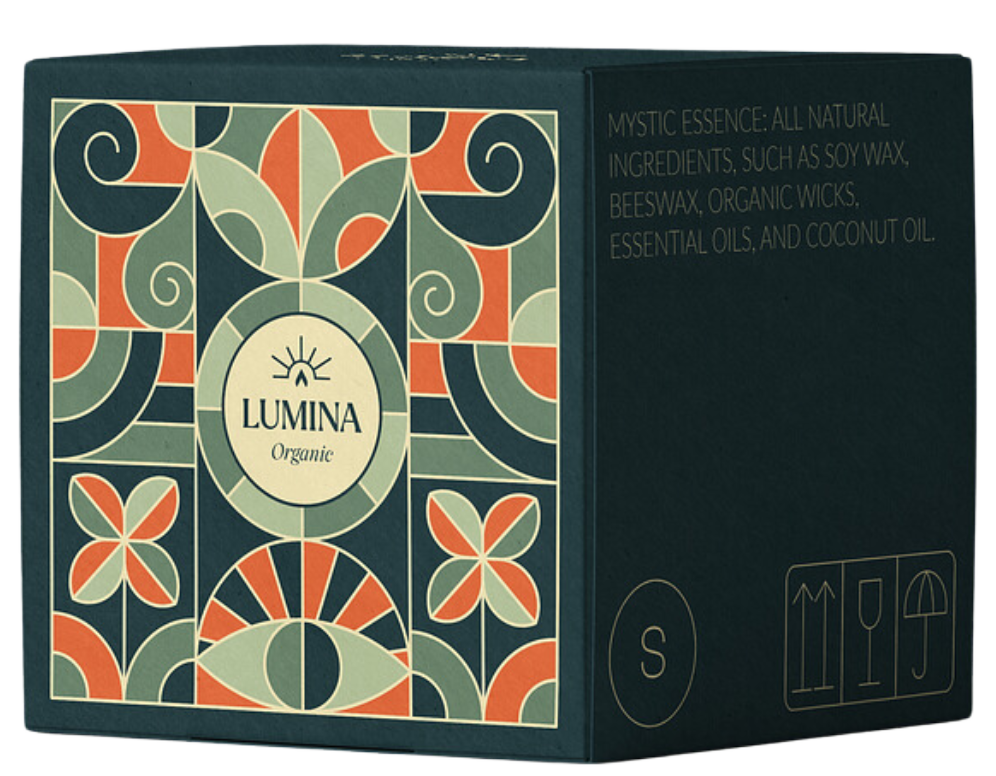 LUMINA
Organic
MYSTIC ESSENCE: ALL NATURAL
INGREDIENTS, SUCH AS SOY WAX,
BEESWAX, ORGANIC WICKS,
ESSENTIAL OILS, AND COCONUT OIL.
S